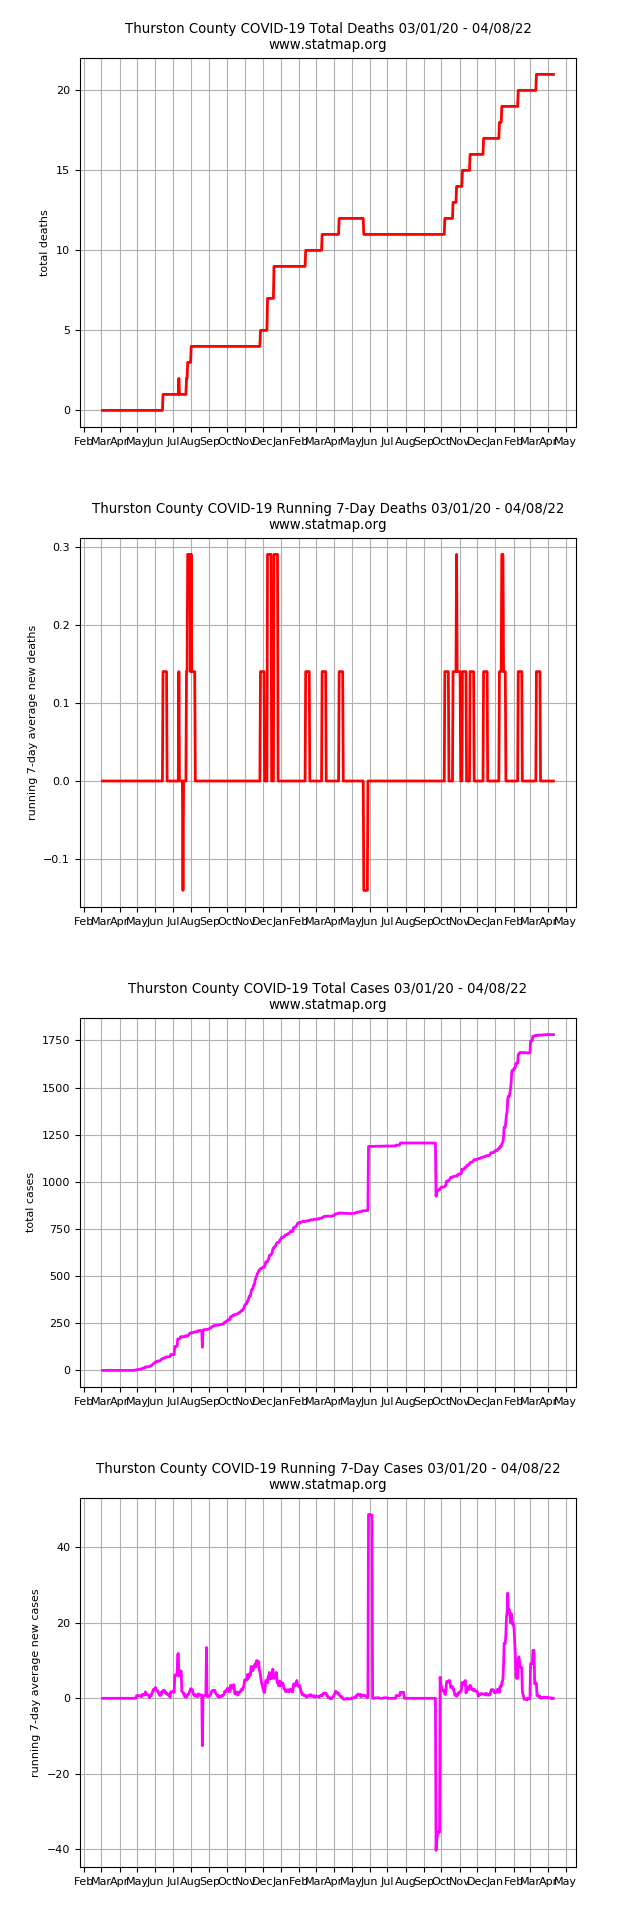 Thurston County COVID-19 Total Deaths 03/01/20 - 04/08/22
www.statmap.org
20
15
10
5
0
total deaths
Feb Mar Apr May Jun Jul Aug Sep Oct Nov Dec Jan Feb Mar Apr May Jun Jul Aug Sep Oct Nov Dec Jan Feb Mar Apr May
Thurston County COVID-19 Running 7-Day Deaths 03/01/20 - 04/08/22
www.statmap.org
0.3
0.2
0.1
0.0
−0.1
running 7-day average new deaths
Feb Mar Apr May Jun Jul Aug Sep Oct Nov Dec Jan Feb Mar Apr May Jun Jul Aug Sep Oct Nov Dec Jan Feb Mar Apr May
Thurston County COVID-19 Total Cases 03/01/20 - 04/08/22
www.statmap.org
1750
1500
1250
1000
750
500
250
0
total cases
Feb Mar Apr May Jun Jul Aug Sep Oct Nov Dec Jan Feb Mar Apr May Jun Jul Aug Sep Oct Nov Dec Jan Feb Mar Apr May
Thurston County COVID-19 Running 7-Day Cases 03/01/20 - 04/08/22
www.statmap.org
40
20
0
−20
−40
running 7-day average new cases
Feb Mar Apr May Jun Jul Aug Sep Oct Nov Dec Jan Feb Mar Apr May Jun Jul Aug Sep Oct Nov Dec Jan Feb Mar Apr May